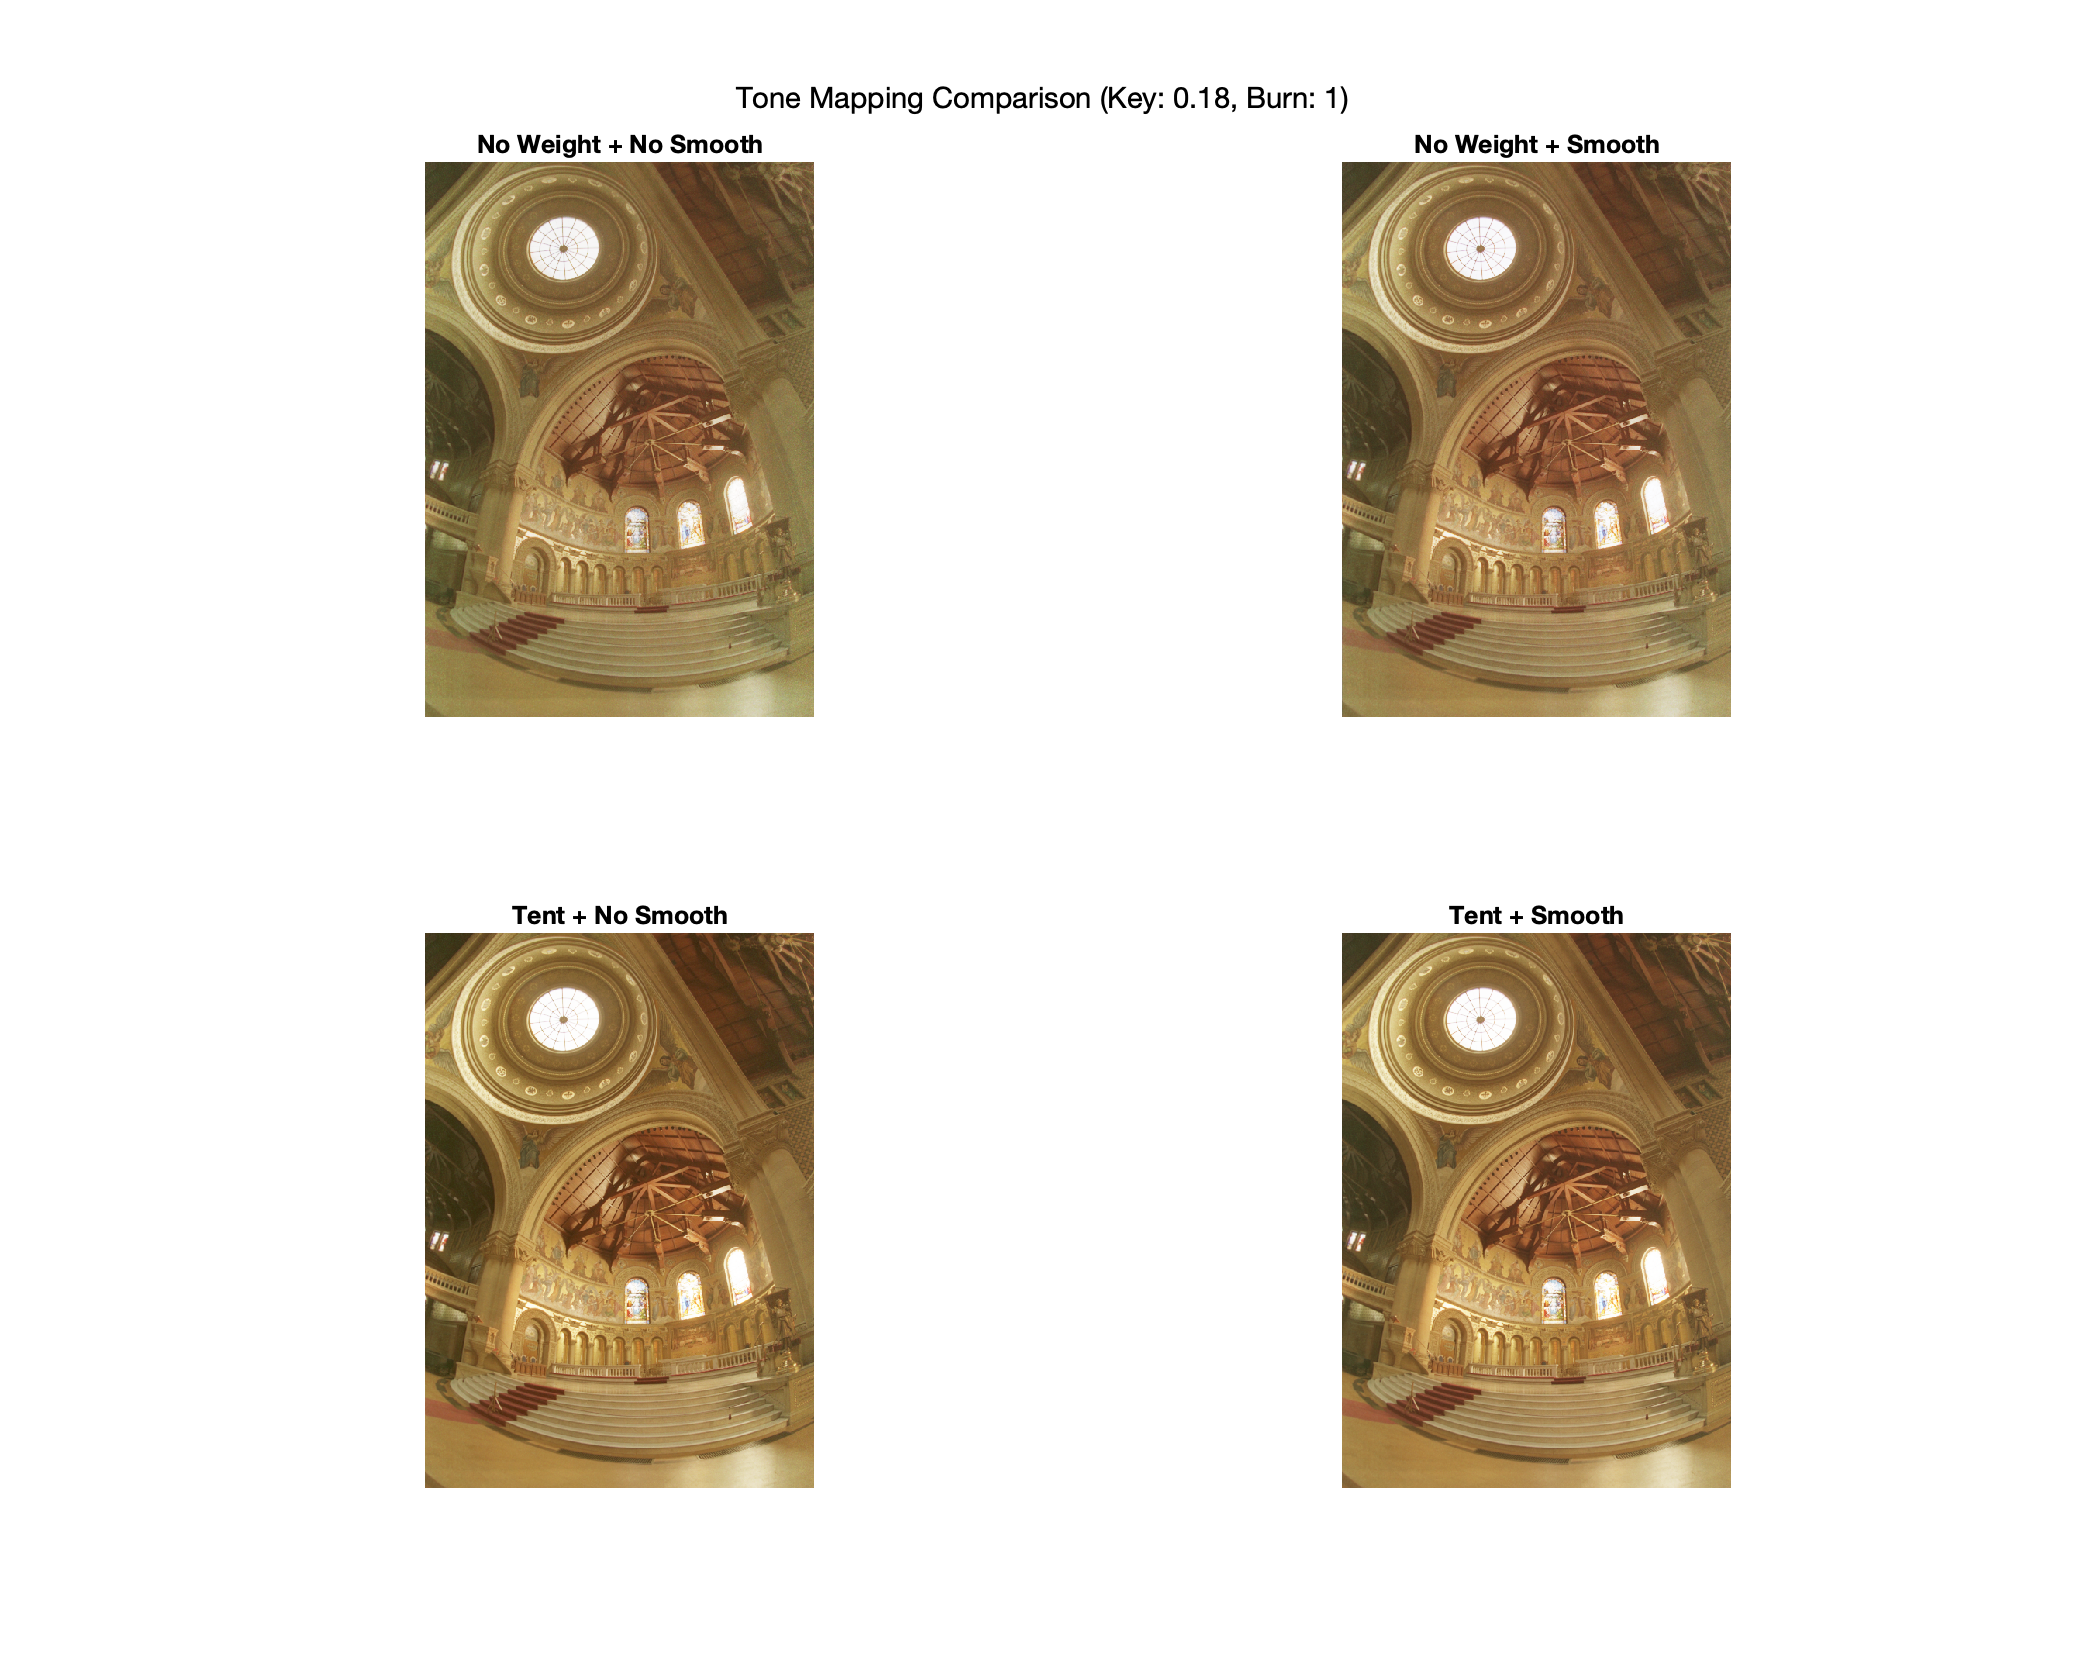 Tone Mapping Comparison (Key: 0.18, Burn: 1)
No Weight + No Smooth
No Weight + Smooth
Tent + No Smooth
Tent + Smooth